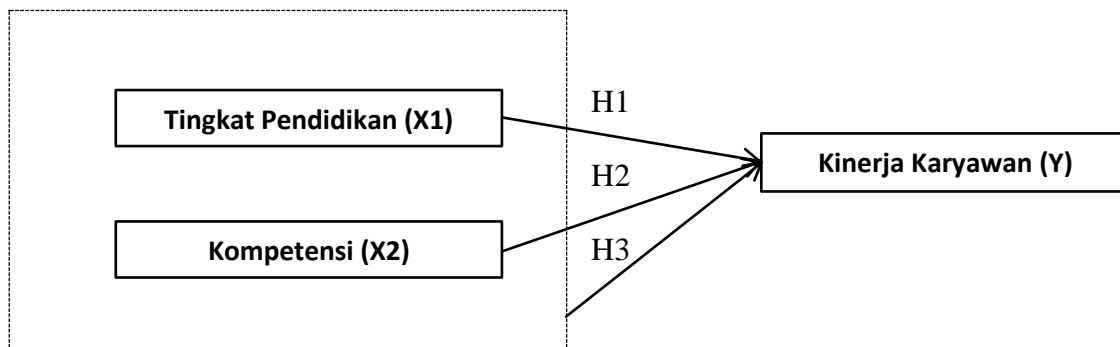 Tingkat Pendidikan (X1)
H1
Kinerja Karyawan (Y)
H2
Kompetensi (X2)
H3